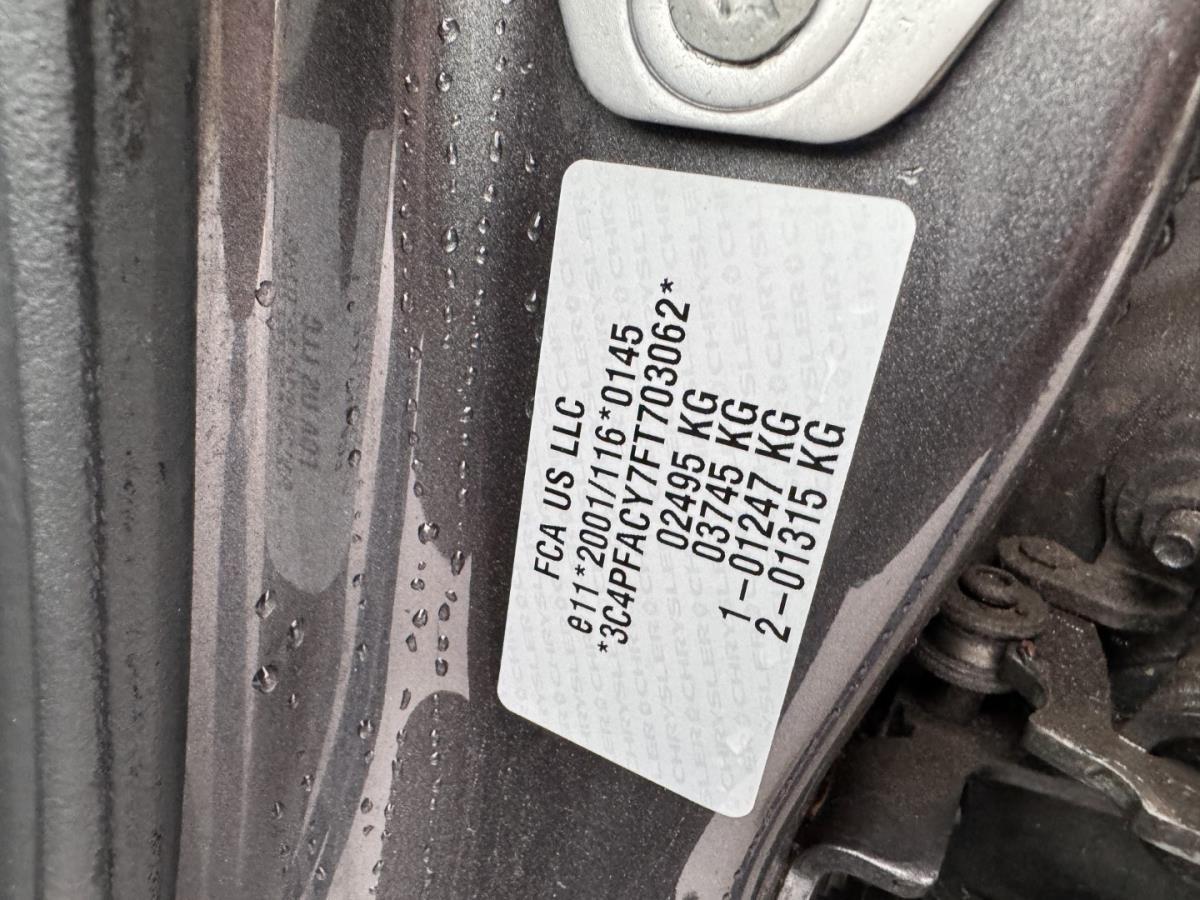 FCA US LLC
e11*2001/116*0145
*3C4PFACY7FT703062*
02495 KG
03745 KG
1-01247 KG
2-01315 KG